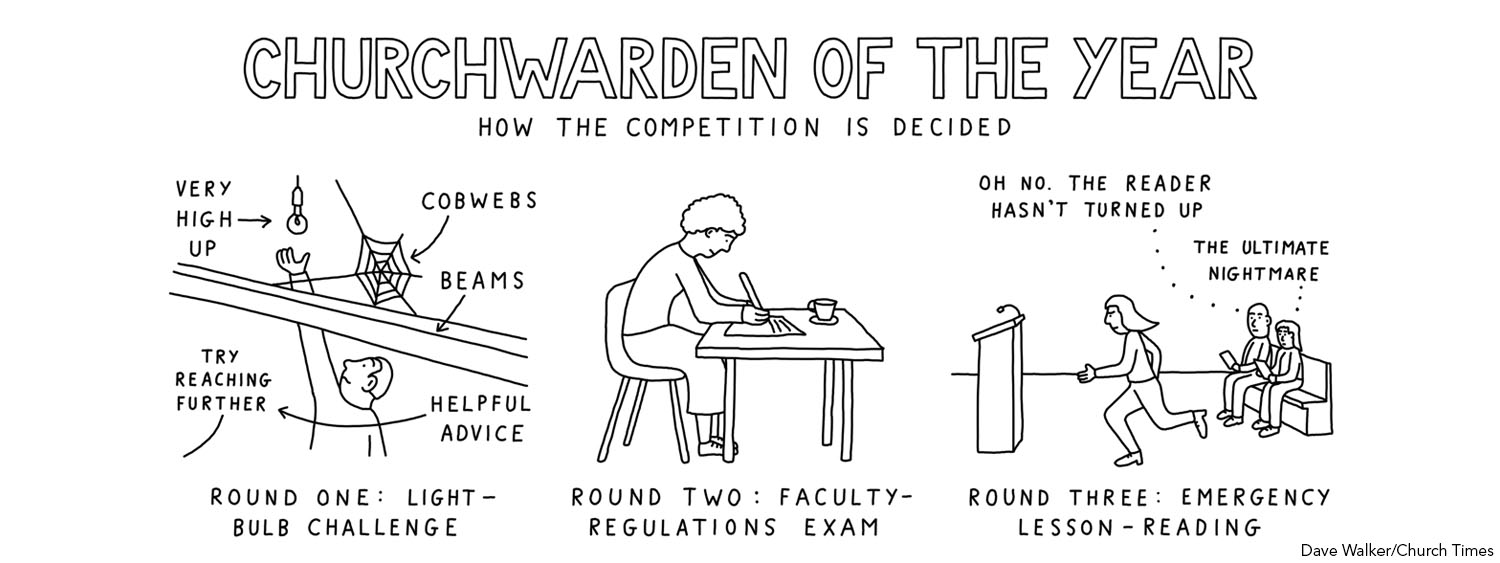 CHURCHWARDEN OF THE YEAR
HOW THE COMPETITION IS DECIDED
VERY
HIGH
UP
COBWEBS
BEAMS
TRY
REACHING
FURTHER
HELPFUL
ADVICE
ROUND ONE: LIGHT-
BULB CHALLENGE
ROUND TWO: FACULTY-
REGULATIONS EXAM
OH NO. THE READER
HASN'T TURNED UP
THE ULTIMATE
NIGHTMARE
ROUND THREE: EMERGENCY
LESSON-READING
Dave Walker/Church Times